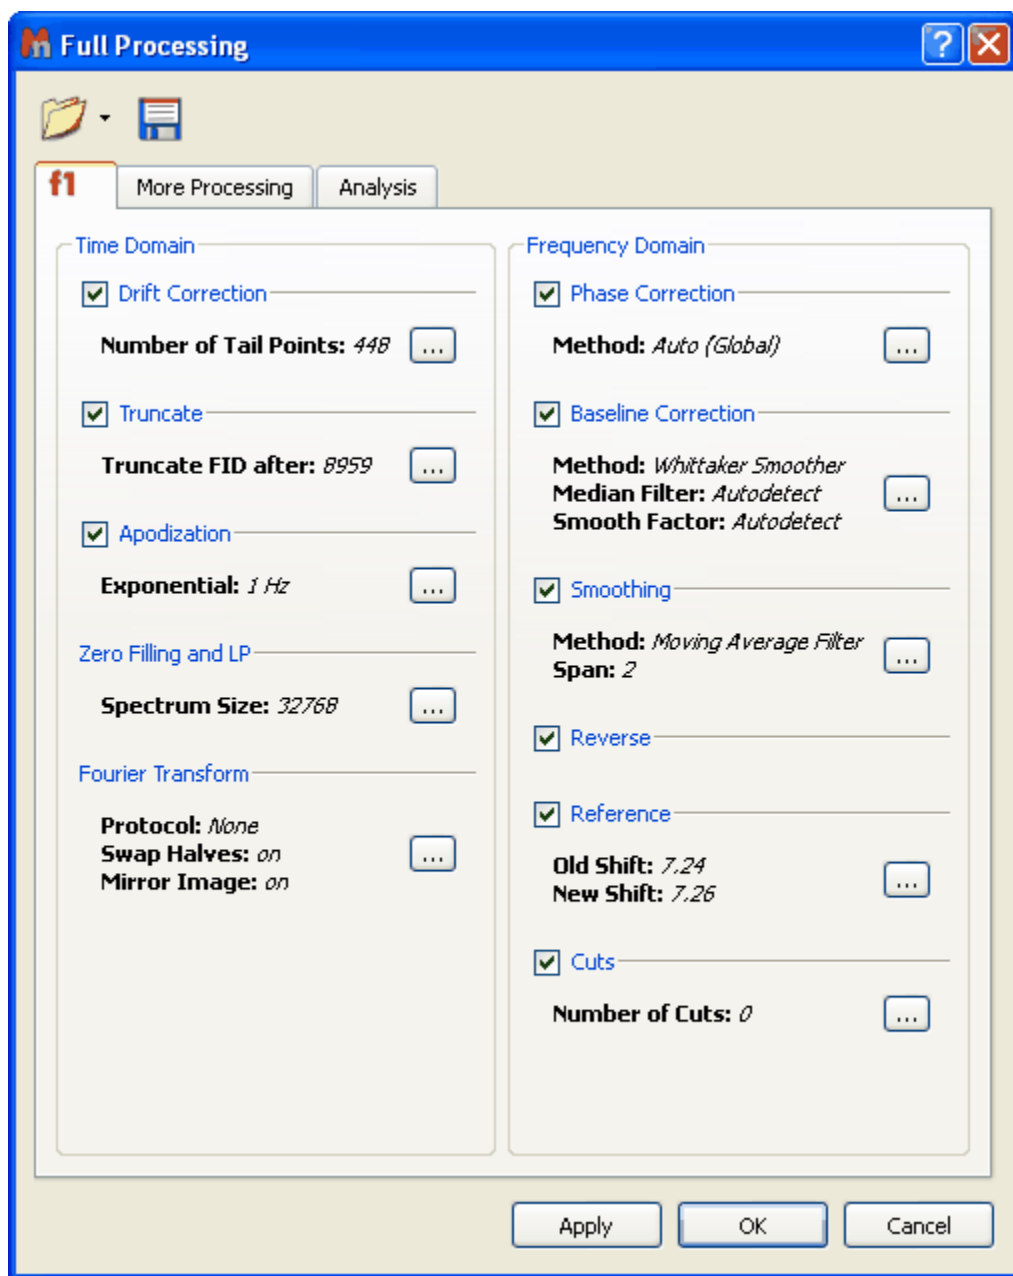 Full Processing
f1
More Processing
Analysis
Time Domain
Drift Correction
Number of Tail Points: 448
...
Truncate
Truncate FID after: 8959
...
Apodization
Exponential: 1 Hz
...
Zero Filling and LP
Spectrum Size: 32768
...
Fourier Transform
Protocol: None
Swap Halves: on
Mirror Image: on
...
Frequency Domain
Phase Correction
Method: Auto (Global)
...
Baseline Correction
Method: Whittaker Smoother
Median Filter: Autodetect
Smooth Factor: Autodetect
...
Smoothing
Method: Moving Average Filter
Span: 2
...
Reverse
Reference
Old Shift: 7.24
New Shift: 7.26
...
Cuts
Number of Cuts: 0
...
Apply
OK
Cancel